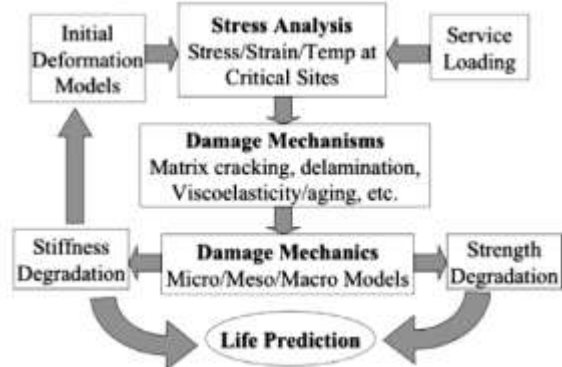 Initial
Deformation
Models
Stress Analysis
Stress/Strain/Temp at
Critical Sites
Service
Loading
Damage Mechanisms
Matrix cracking, delamination,
Viscoelasticity/aging, etc.
Stiffness
Degradation
Damage Mechanics
Micro/Meso/Macro Models
Strength
Degradation
Life Prediction